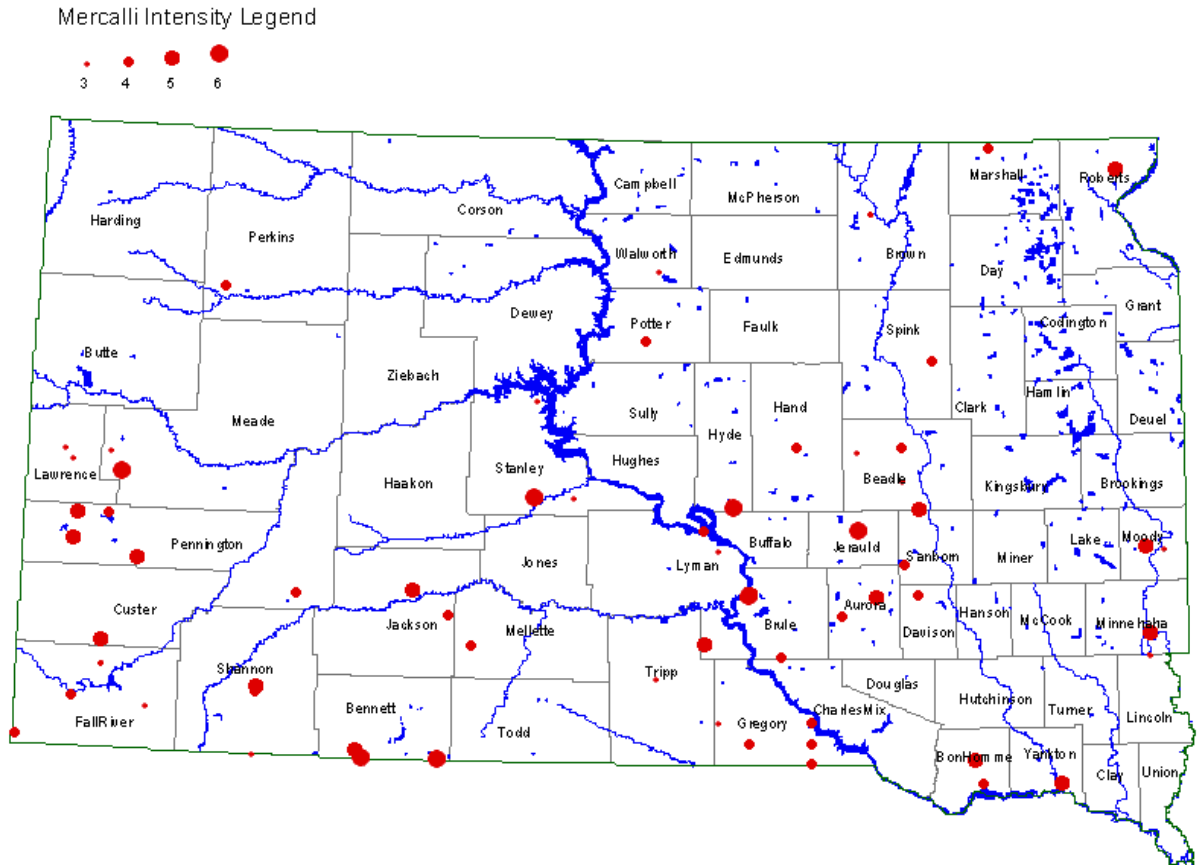 Mercalli Intensity Legend
3 4 5 6
Campbell
McPherson
Marshall
Roberts
Harding
Corson
Perkins
Walworth
Edmunds
Brown
Day
Grant
Dewey
Potter
Faulk
Spink
Codington
Butte
Ziebach
Meade
Sully
Hyde
Hand
Clark
Hamlin
Deuel
Lawrence
Haakon
Stanley
Hughes
Beadle
Kingsbury
Brookings
Pennington
Jones
Lyman
Buffalo
Jerauld
Sanborn
Miner
Lake
Moody
Custer
Jackson
Mellette
Brule
Aurora
Davison
Hanson
McCook
Minnehaha
Shannon
Tripp
Douglas
Hutchinson
Turner
Lincoln
FallRiver
Bennett
Todd
Gregory
CharlesMix
BonHomme
Yankton
Clay
Union